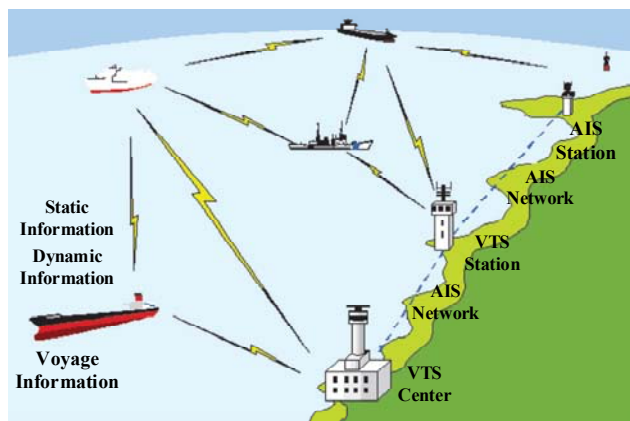 AIS
Station
AIS
Network
Static
Information
VTS
Station
Dynamic
Information
AIS
Network
Voyage
Information
VTS
Center